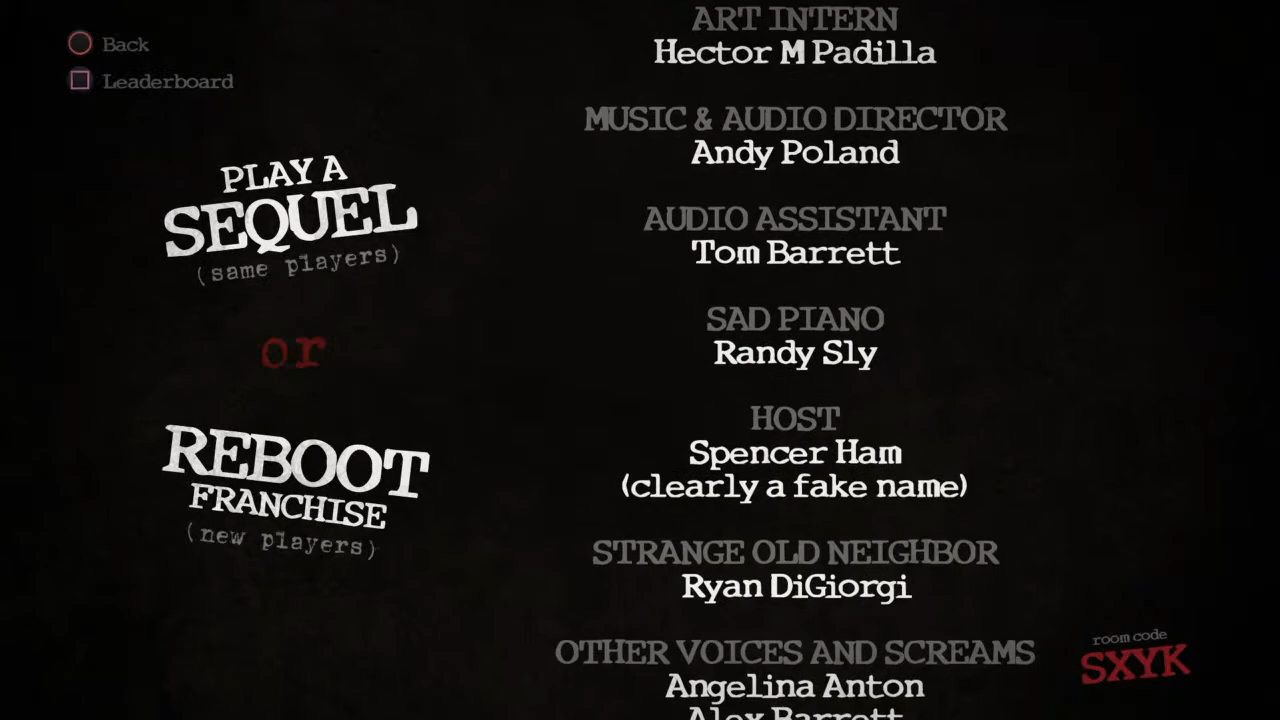 Back
Leaderboard
PLAY A
SEQUEL
(same players)
or
REBOOT
FRANCHISE
(new players)
ART INTERN
Hector M Padilla
MUSIC & AUDIO DIRECTOR
Andy Poland
AUDIO ASSISTANT
Tom Barrett
SAD PIANO
Randy Sly
HOST
Spencer Ham
(clearly a fake name)
STRANGE OLD NEIGHBOR
Ryan DiGiorgi
OTHER VOICES AND SCREAMS
Angelina Anton
Alex Barrett
room code
SXYK